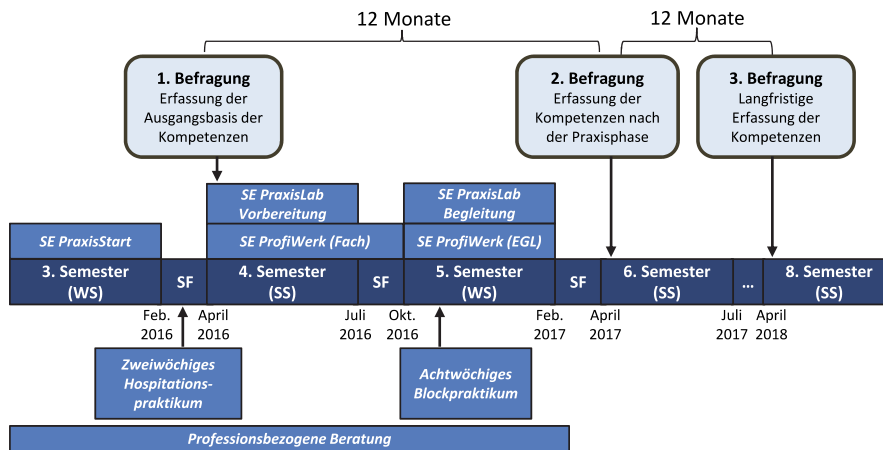 12 Monate
12 Monate
1. Befragung
Erfassung der
Ausgangsbasis der
Kompetenzen
2. Befragung
Erfassung der
Kompetenzen nach
der Praxisphase
3. Befragung
Langfristige
Erfassung der
Kompetenzen
SE PraxisLab
Vorbereitung
SE PraxisLab
Begleitung
SE PraxisStart
SE ProfiWerk (Fach)
SE ProfiWerk (EGL)
3. Semester
(WS)
SF
4. Semester
(SS)
SF
5. Semester
(WS)
SF
6. Semester
(SS)
...
8. Semester
(SS)
Feb.
2016
April
2016
Juli
2016
Okt.
2016
Feb.
2017
April
2017
Juli
2017
April
2018
Zweiwöchiges
Hospitations-
praktikum
Achtwöchiges
Blockpraktikum
Professionsbezogene Beratung